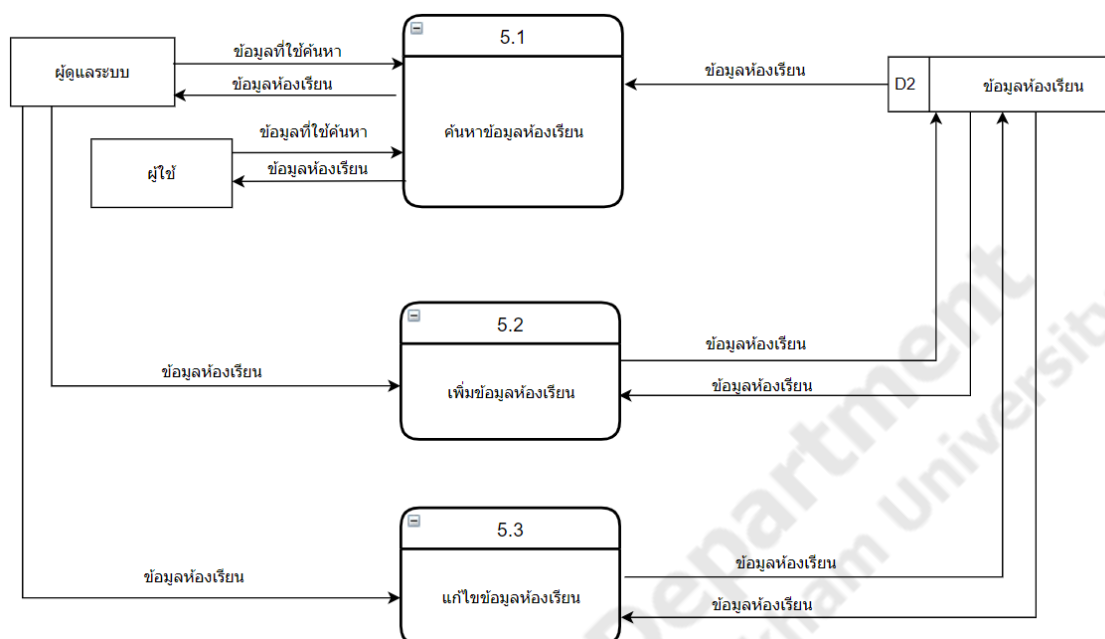 5.1
ผู้ดูแลระบบ
ข้อมูลที่ใช้ค้นหา
ข้อมูลห้องเรียน
ค้นหาข้อมูลห้องเรียน
ข้อมูลห้องเรียน
D2
ข้อมูลห้องเรียน
ผู้ใช้
ข้อมูลที่ใช้ค้นหา
ข้อมูลห้องเรียน
5.2
ข้อมูลห้องเรียน
เพิ่มข้อมูลห้องเรียน
ข้อมูลห้องเรียน
ข้อมูลห้องเรียน
5.3
ข้อมูลห้องเรียน
แก้ไขข้อมูลห้องเรียน
ข้อมูลห้องเรียน
ข้อมูลห้องเรียน
Department
University